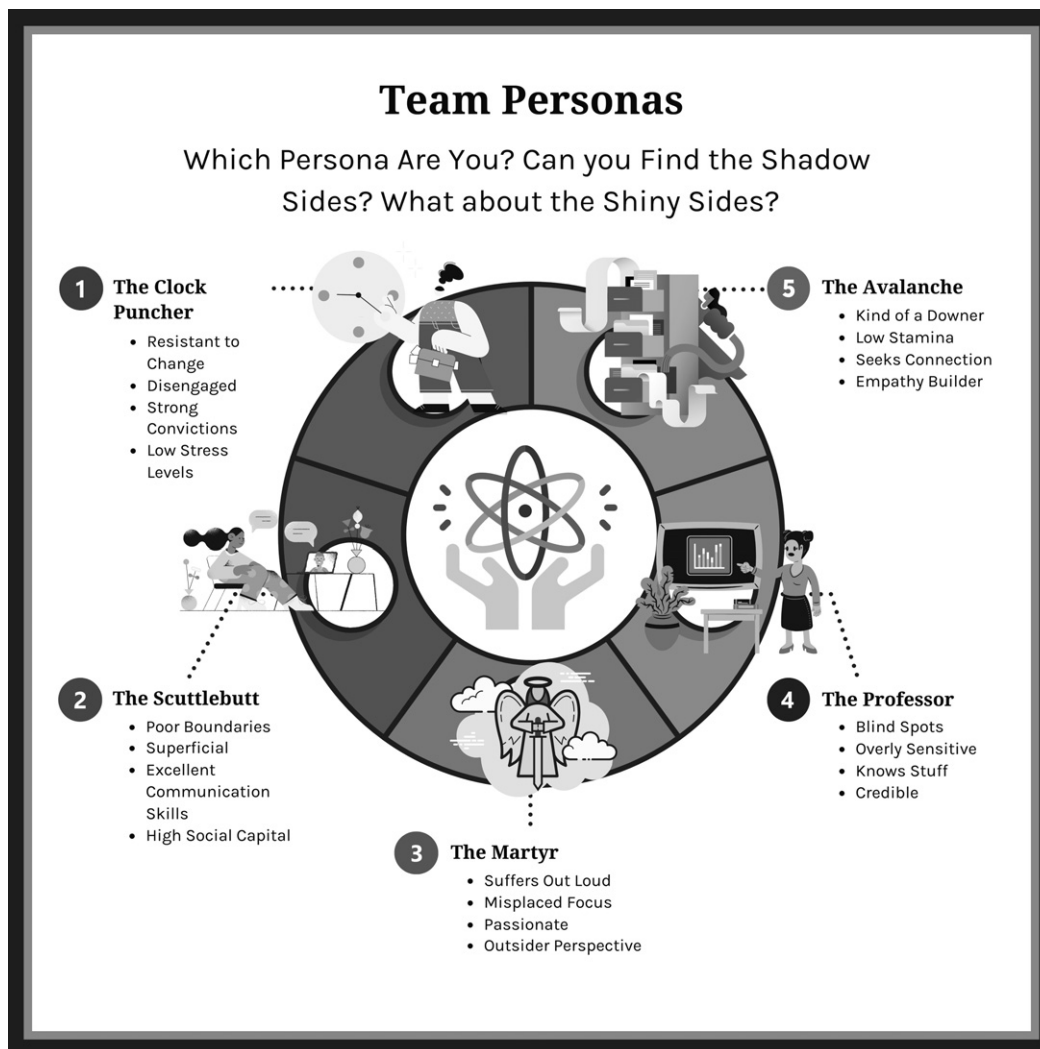 Team Personas
Which Persona Are You? Can you Find the Shadow
Sides? What about the Shiny Sides?
1
The Clock
Puncher
• Resistant to
Change
• Disengaged
• Strong
Convictions
• Low Stress
Levels
2
The Scuttlebutt
• Poor Boundaries
• Superficial
• Excellent
Communication
Skills
• High Social Capital
3
The Martyr
• Suffers Out Loud
• Misplaced Focus
• Passionate
• Outsider Perspective
4
The Professor
• Blind Spots
• Overly Sensitive
• Knows Stuff
• Credible
5
The Avalanche
• Kind of a Downer
• Low Stamina
• Seeks Connection
• Empathy Builder